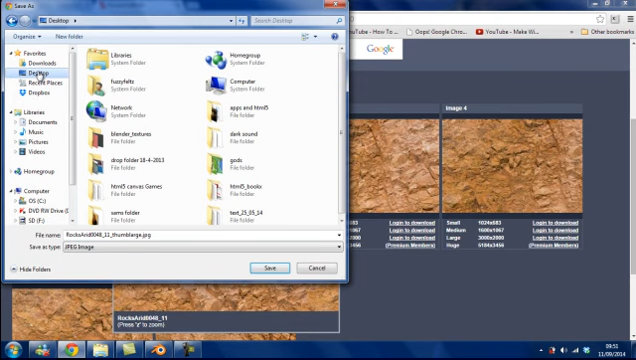 Save As
Desktop
Search Desktop
Organize
New folder
Favorites
Downloads
Desktop
Recent Places
Dropbox
Libraries
Documents
Music
Pictures
Videos
Homegroup
Computer
OS (C:)
DVD RW Drive (
SD (F:)
Libraries
System Folder
Homegroup
System Folder
fuzzyfeltz
System Folder
Computer
System Folder
Network
System Folder
apps and html5
File folder
blender_textures
File folder
dark sound
File folder
drop folder 18-4-2013
File folder
gods
File folder
html5 canvas Games
File folder
html5_bookx
File folder
sams folder
File folder
text_25_05_14
File folder
File name: RocksArid0048_11_thumblarge.jpg
Save as type: JPEG Image
Hide Folders
Save
Cancel
YouTube - Google Chro
Oops! Google Chrome
YouTube - Make Wiv
Other bookmarks
Google
Image 4
Login to download
Login to download
Login to download
(Premium Members)
Small 1024x683 Login to download
Medium 1600x1067 Login to download
Large 3000x2000 Login to download
Huge 5184x3456 (Premium Members)
RocksArid0048_11
(Press 'z' to zoom)
09:51
11/09/2014